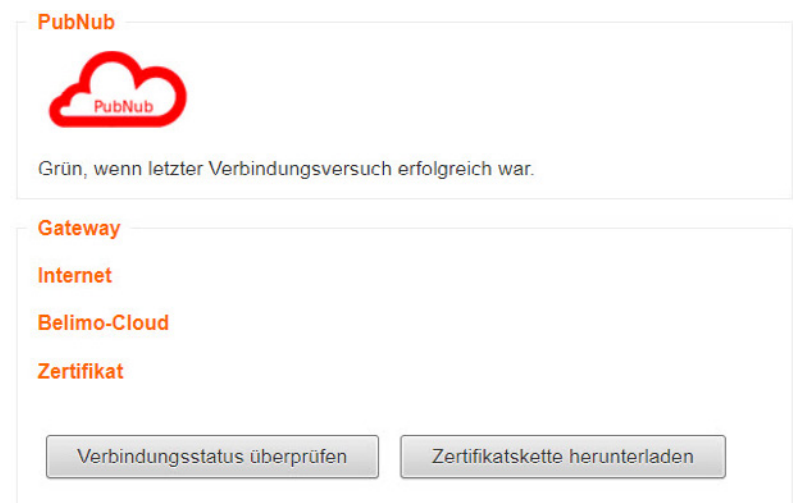 PubNub
PubNub
Grün, wenn letzter Verbindungsversuch erfolgreich war.
Gateway
Internet
Belimo-Cloud
Zertifikat
Verbindungsstatus überprüfen
Zertifikatskette herunterladen